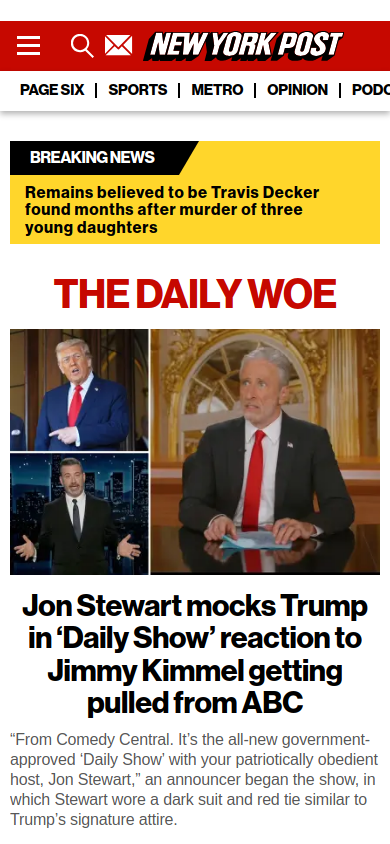 NEW YORK POST
PAGE SIX | SPORTS | METRO | OPINION | PODC
BREAKING NEWS
Remains believed to be Travis Decker
found months after murder of three
young daughters
THE DAILY WOE
Jon Stewart mocks Trump
in ‘Daily Show’ reaction to
Jimmy Kimmel getting
pulled from ABC
“From Comedy Central. It’s the all-new government-
approved ‘Daily Show’ with your patriotically obedient
host, Jon Stewart,” an announcer began the show, in
which Stewart wore a dark suit and red tie similar to
Trump’s signature attire.